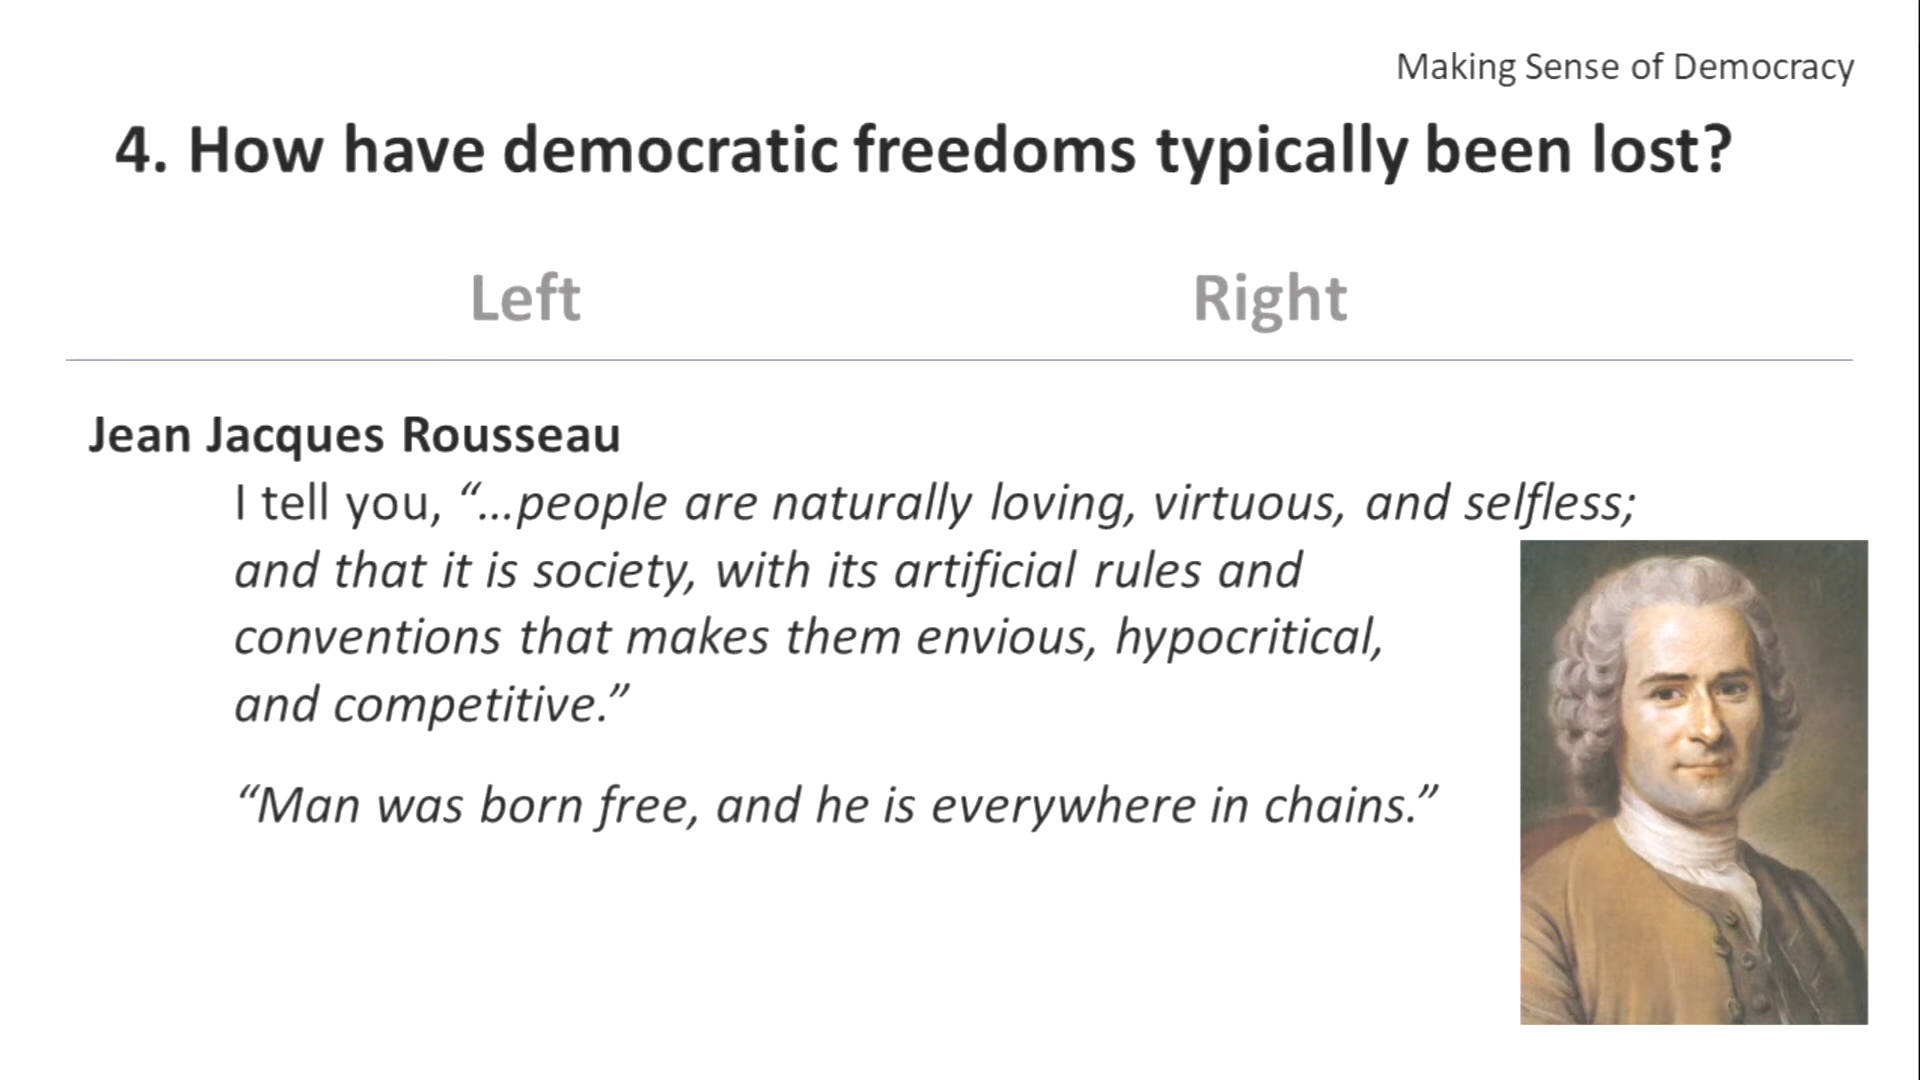 Making Sense of Democracy
4. How have democratic freedoms typically been lost?
Left Right
Jean Jacques Rousseau
I tell you, “…people are naturally loving, virtuous, and selfless;
and that it is society, with its artificial rules and
conventions that makes them envious, hypocritical,
and competitive.”
“Man was born free, and he is everywhere in chains.”